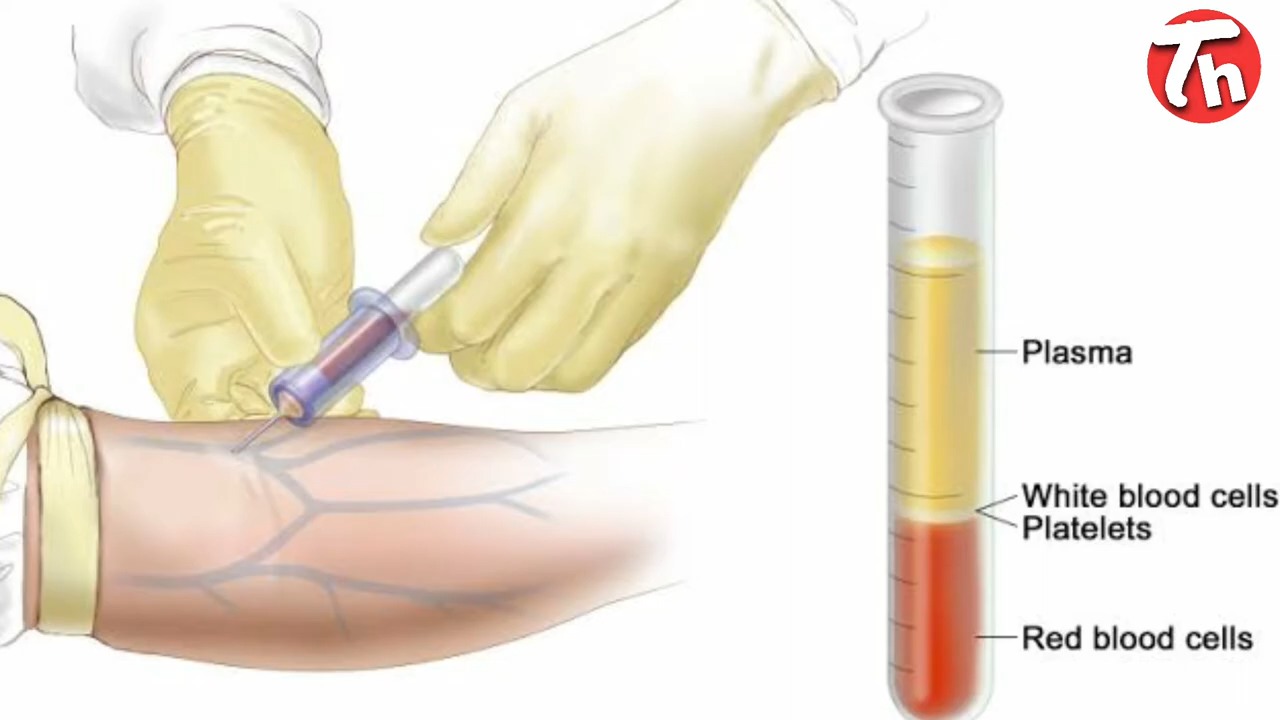 Th
Plasma
White blood cells
Platelets
Red blood cells